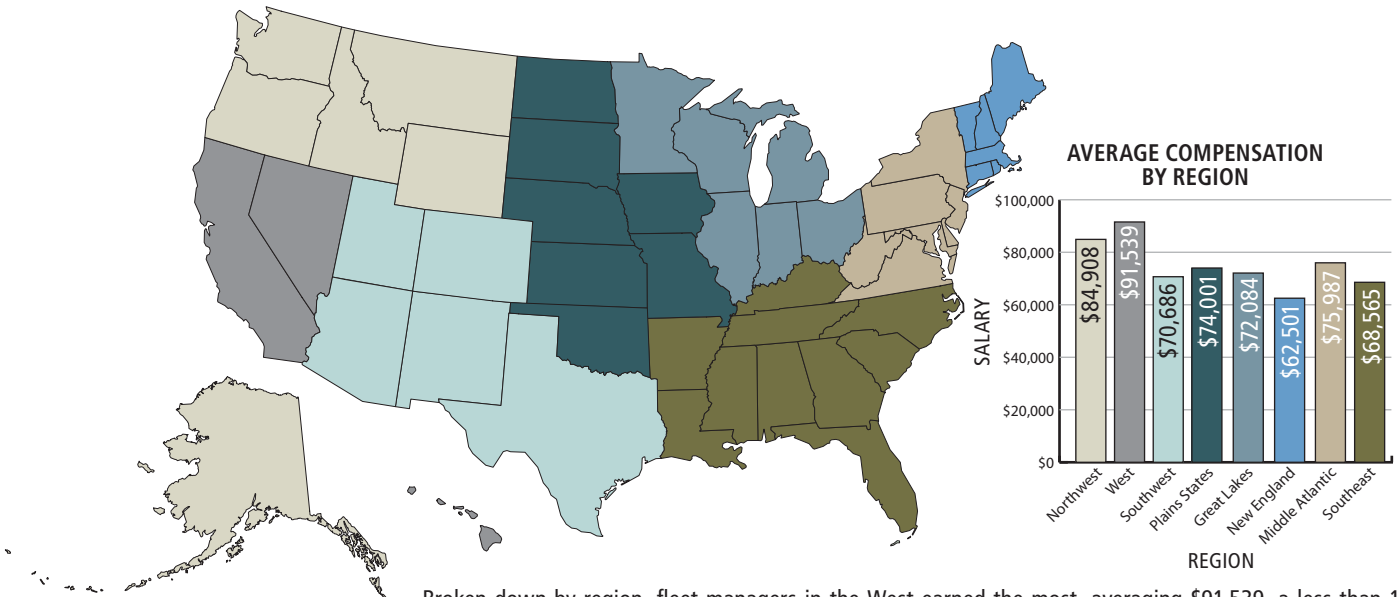 AVERAGE COMPENSATION
BY REGION
$100,000
$80,000
$60,000
$40,000
$20,000
$0
SALARY
$84,908
$91,539
$70,686
$74,001
$72,084
$62,501
$75,987
$68,565
Northwest
West
Southwest
Plains States
Great Lakes
New England
Middle Atlantic
Southeast
REGION
Broken down by region, fleet managers in the West earned the most, averaging $91,539, a less than 1